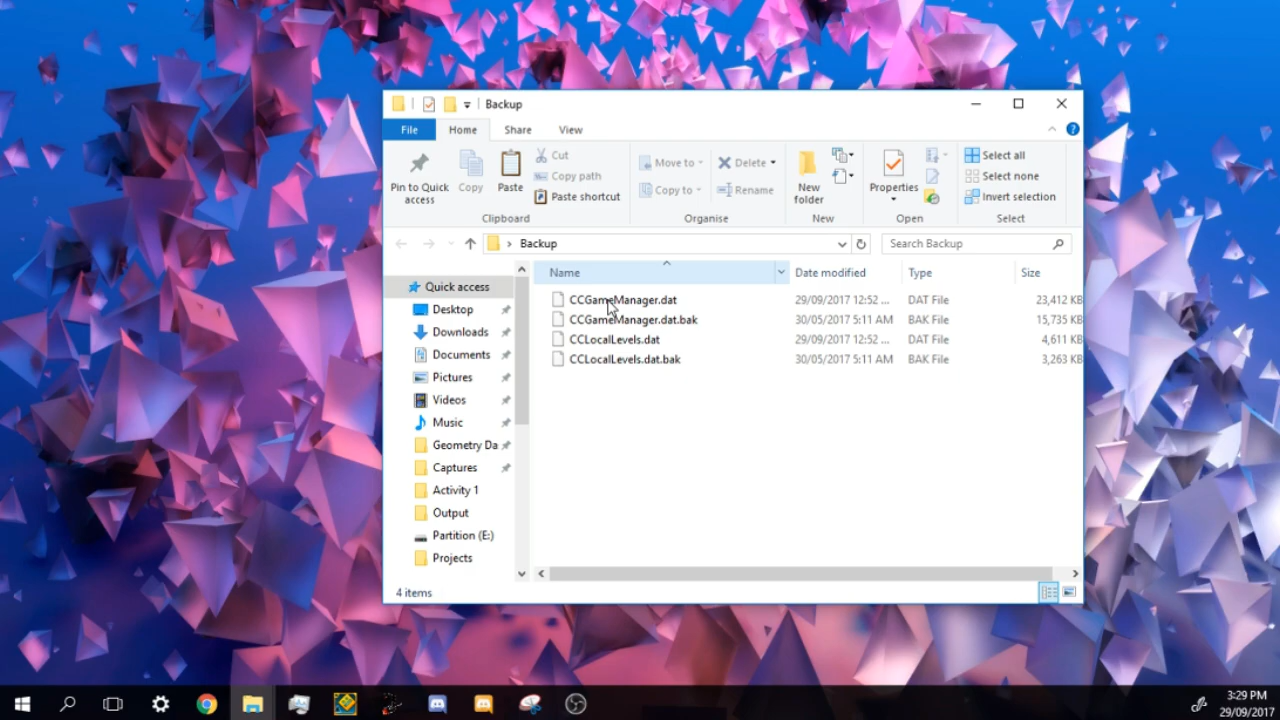 Backup
File Home Share View
Pin to Quick access
Copy
Paste
Cut
Copy path
Paste shortcut
Clipboard
Move to
Copy to
Delete
Rename
Organise
New folder
New
Properties
Open
Select all
Select none
Invert selection
Select
Backup
Search Backup
Quick access
Desktop
Downloads
Documents
Pictures
Videos
Music
Geometry Da
Captures
Activity 1
Output
Partition (E:)
Projects
Name Date modified Type Size
CCGameManager.dat 29/09/2017 12:52 ... DAT File 23,412 KB
CCGameManager.dat.bak 30/05/2017 5:11 AM BAK File 15,735 KB
CCLocalLevels.dat 29/09/2017 12:52 ... DAT File 4,611 KB
CCLocalLevels.dat.bak 30/05/2017 5:11 AM BAK File 3,263 KB
4 items
3:29 PM
29/09/2017